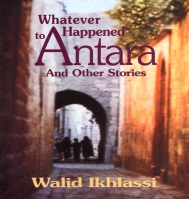 Whatever
Happened
to
Antara
And Other Stories
Walid Ikhlassi